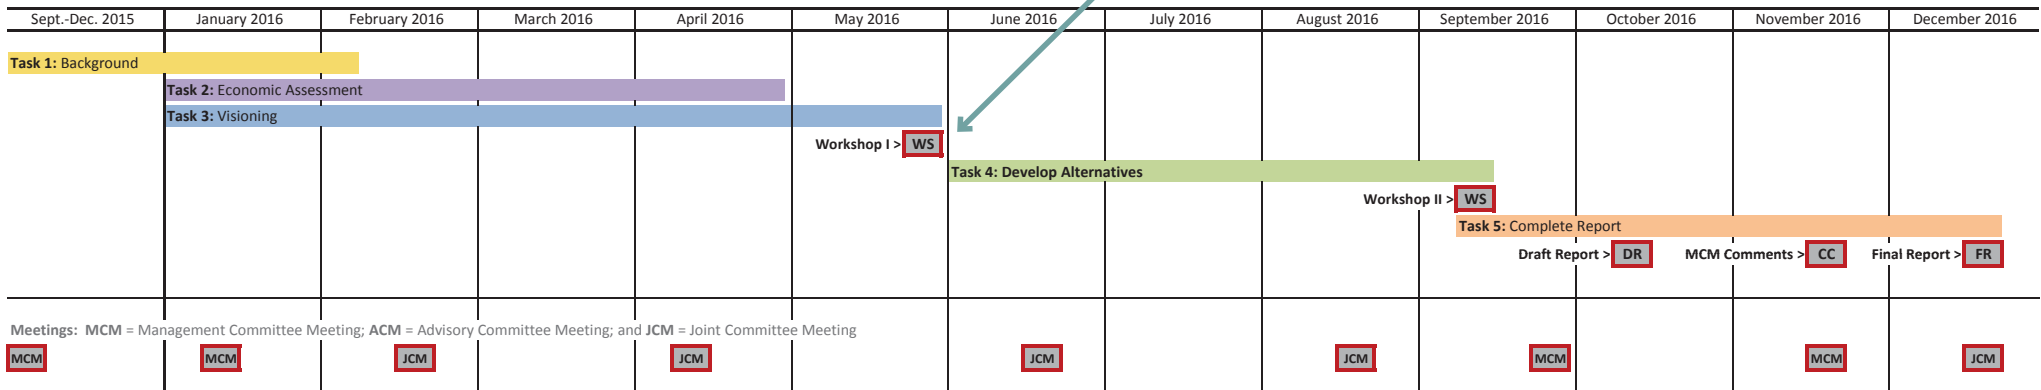 Sept.-Dec. 2015 January 2016 February 2016 March 2016 April 2016 May 2016 June 2016 July 2016 August 2016 September 2016 October 2016 November 2016 December 2016
Task 1: Background
Task 2: Economic Assessment
Task 3: Visioning
Workshop I > WS
Task 4: Develop Alternatives
Workshop II > WS
Task 5: Complete Report
Draft Report > DR MCM Comments > CC Final Report > FR
Meetings: MCM = Management Committee Meeting; ACM = Advisory Committee Meeting; and JCM = Joint Committee Meeting
MCM MCM JCM JCM JCM JCM MCM MCM JCM